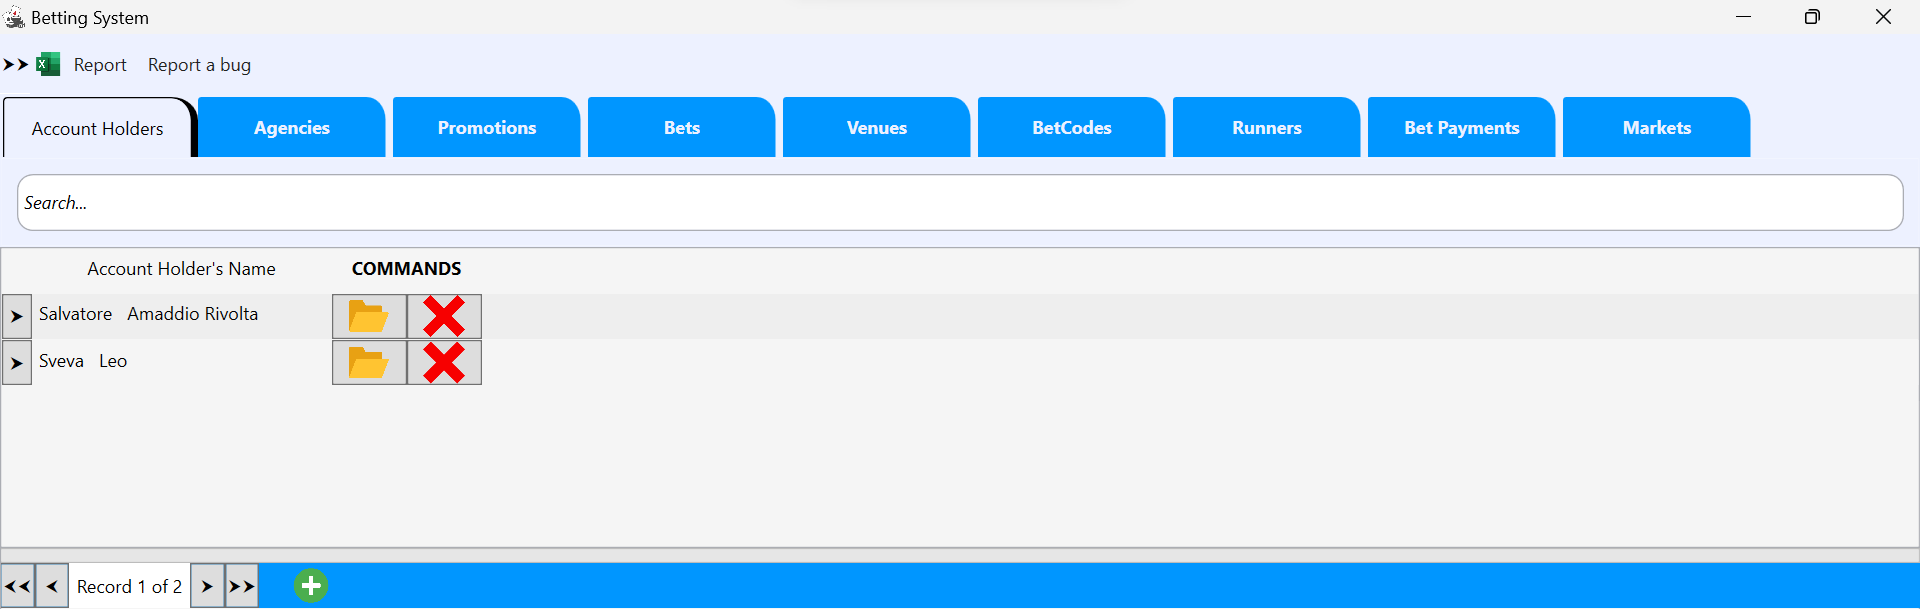 Betting System
Report Report a bug
Account Holders Agencies Promotions Bets Venues BetCodes Runners Bet Payments Markets
Search...
Account Holder's Name COMMANDS
Salvatore Amaddio Rivolta
Sveva Leo
Record 1 of 2